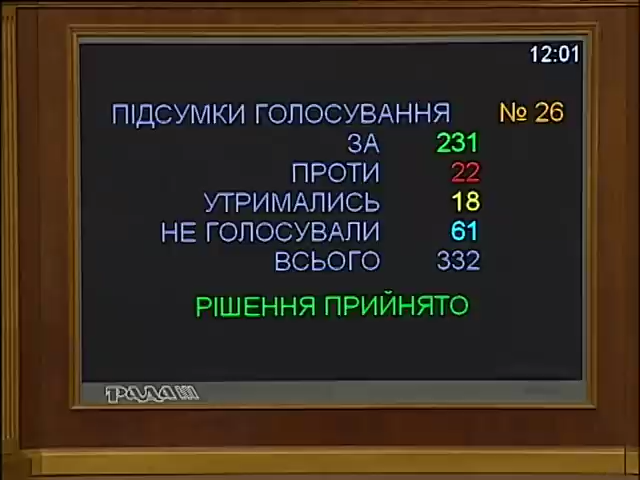 12:01
ПІДСУМКИ ГОЛОСУВАННЯ № 26
ЗА 231
ПРОТИ 22
УТРИМАЛИСЬ 18
НЕ ГОЛОСУВАЛИ 61
ВСЬОГО 332
РІШЕННЯ ПРИЙНЯТО
РАДА